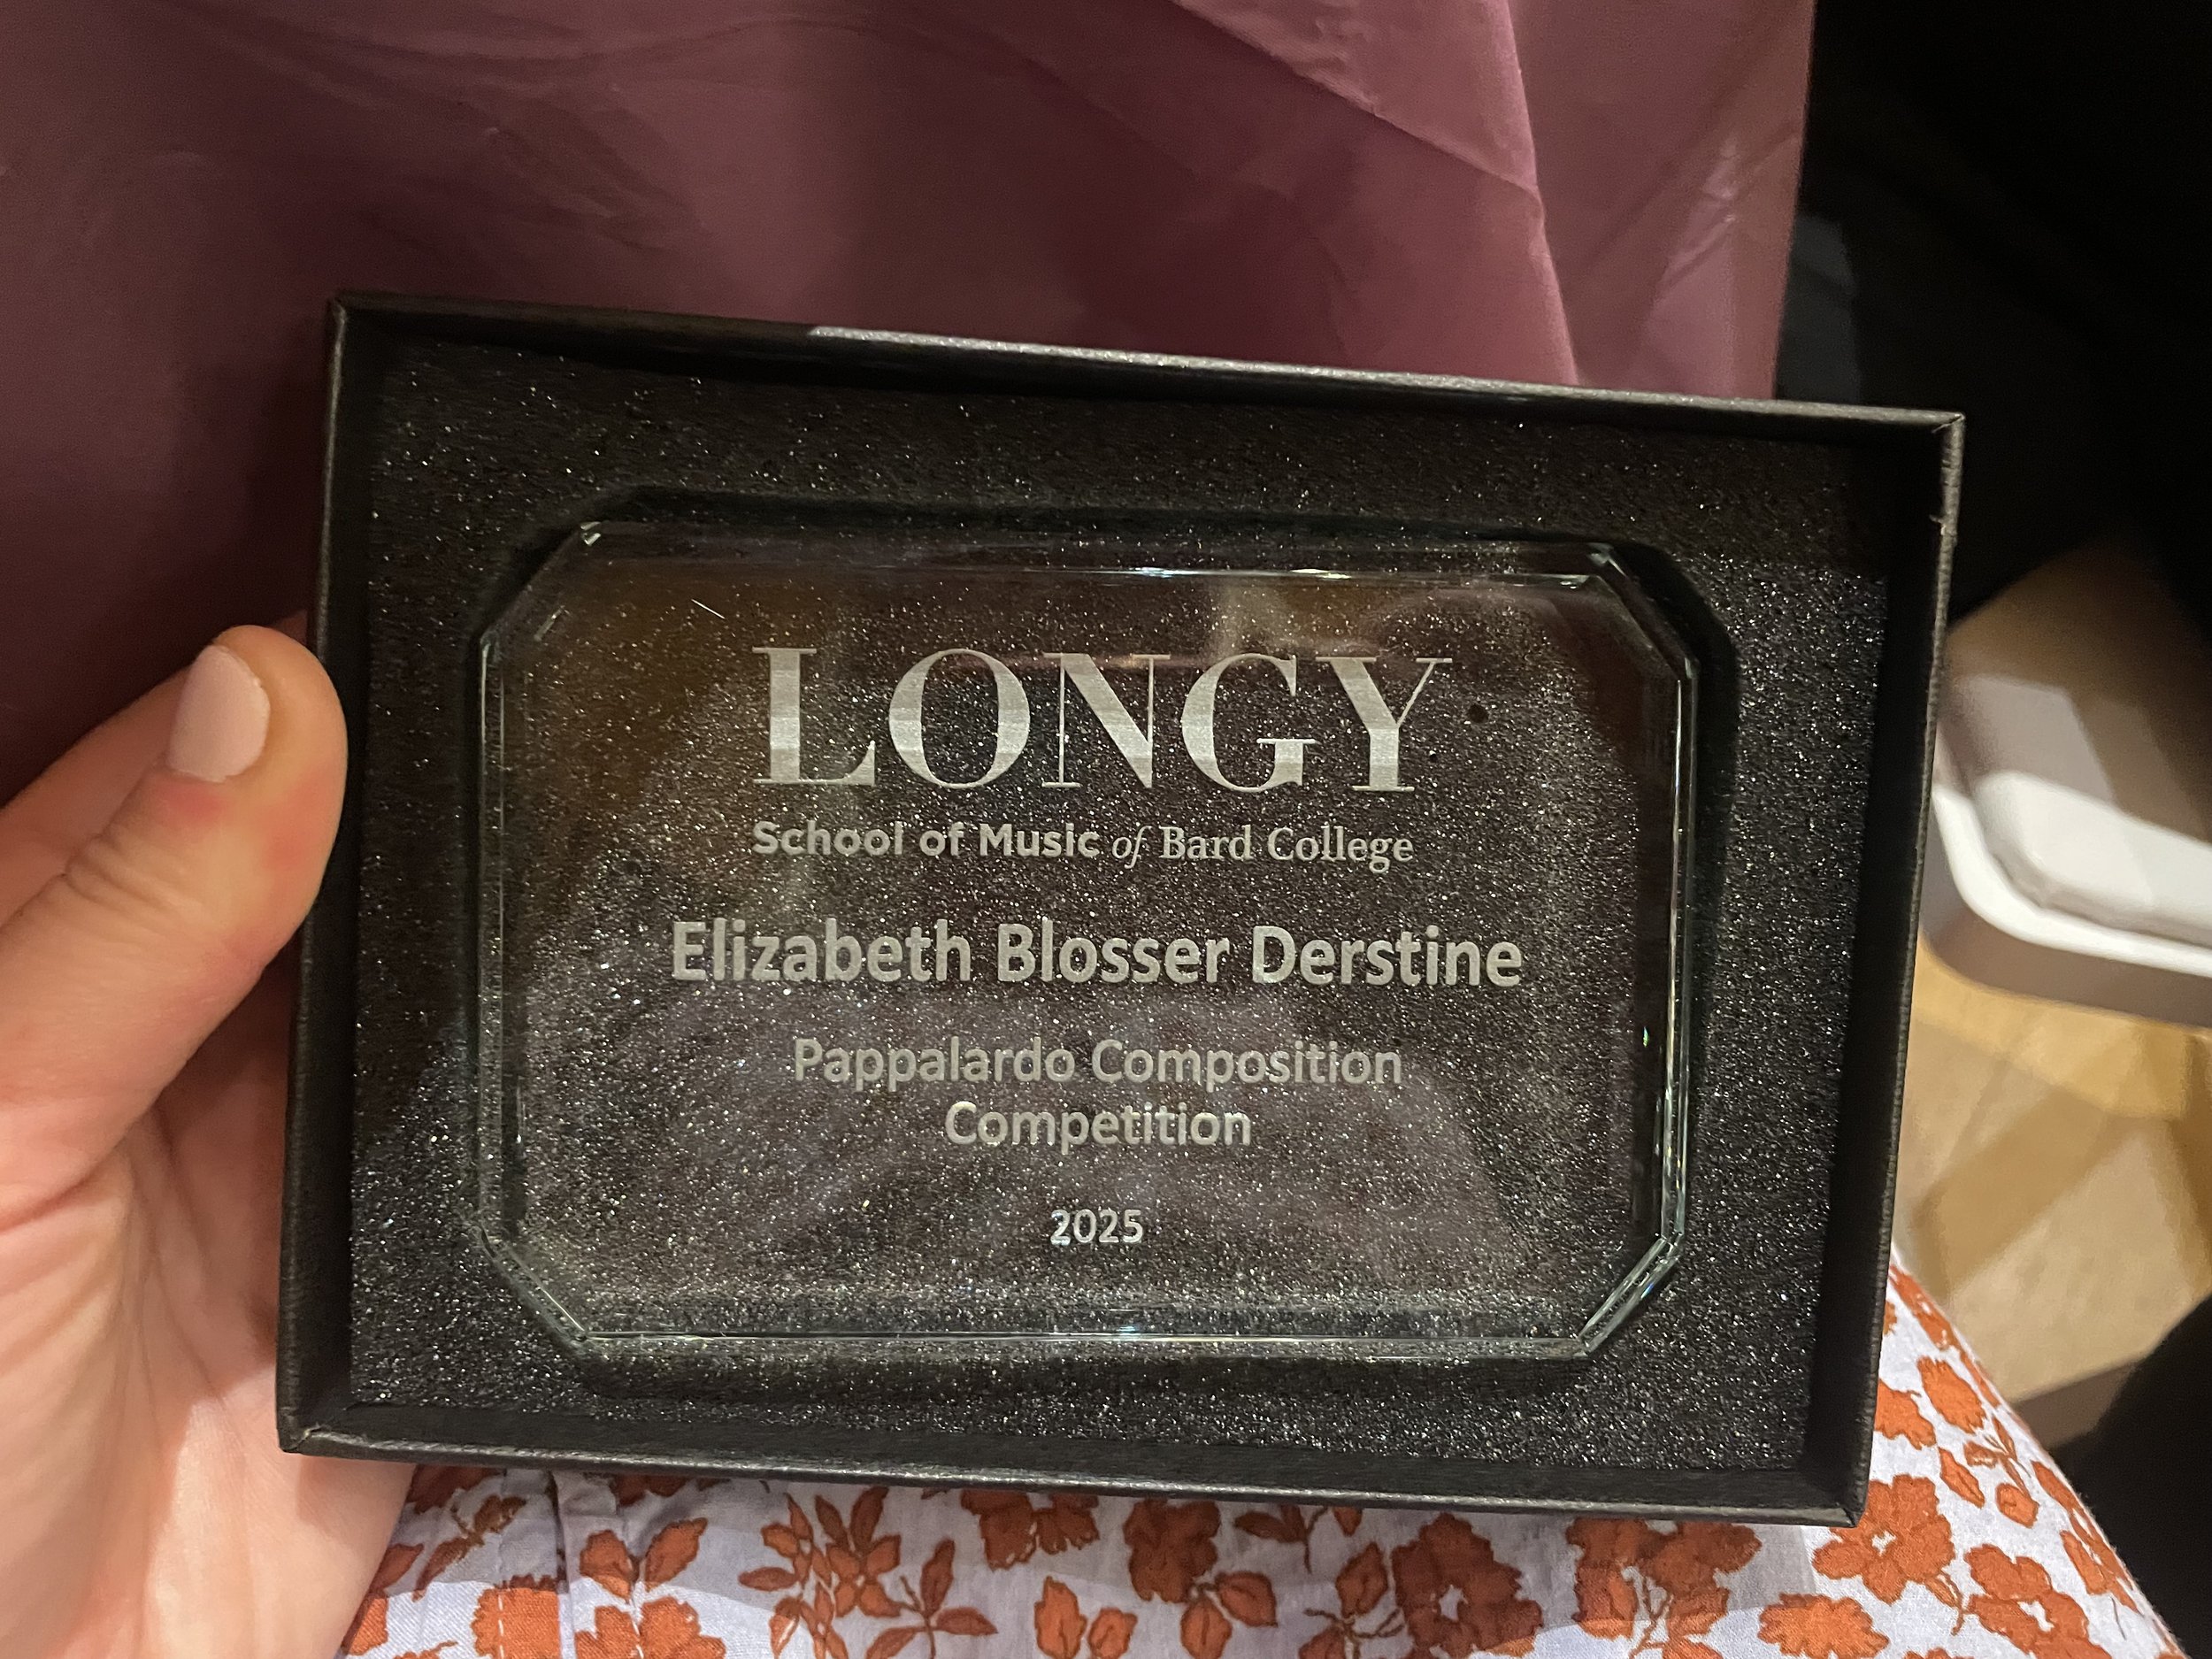 LONGY
School of Music of Bard College
Elizabeth Blosser Derstine
Pappalardo Composition
Competition
2025